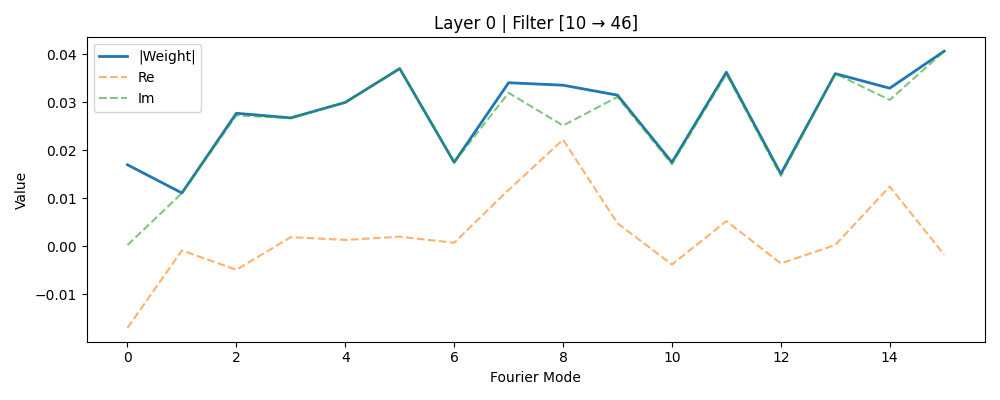 Layer 0 | Filter [10 → 46]
|Weight|
Re
Im
Value
0.04
0.03
0.02
0.01
0.00
−0.01
0 2 4 6 8 10 12 14
Fourier Mode